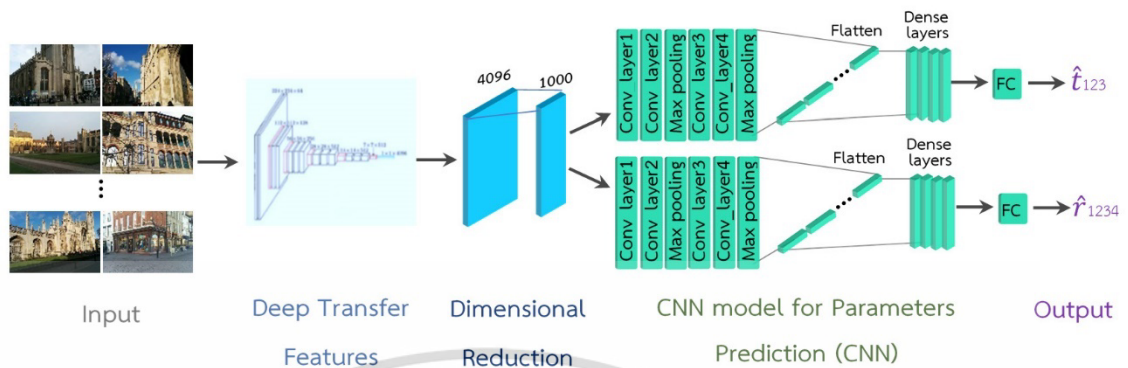 4096
1000
Conv_layer1
Conv_layer2
Max pooling
Conv_layer3
Conv_layer4
Max pooling
Flatten
Dense
layers
FC
t̂123
Conv_layer1
Conv_layer2
Max pooling
Conv_layer3
Conv_layer4
Max pooling
Flatten
Dense
layers
FC
r̂1234
Input
Deep Transfer
Features
Dimensional
Reduction
CNN model for Parameters
Prediction (CNN)
Output